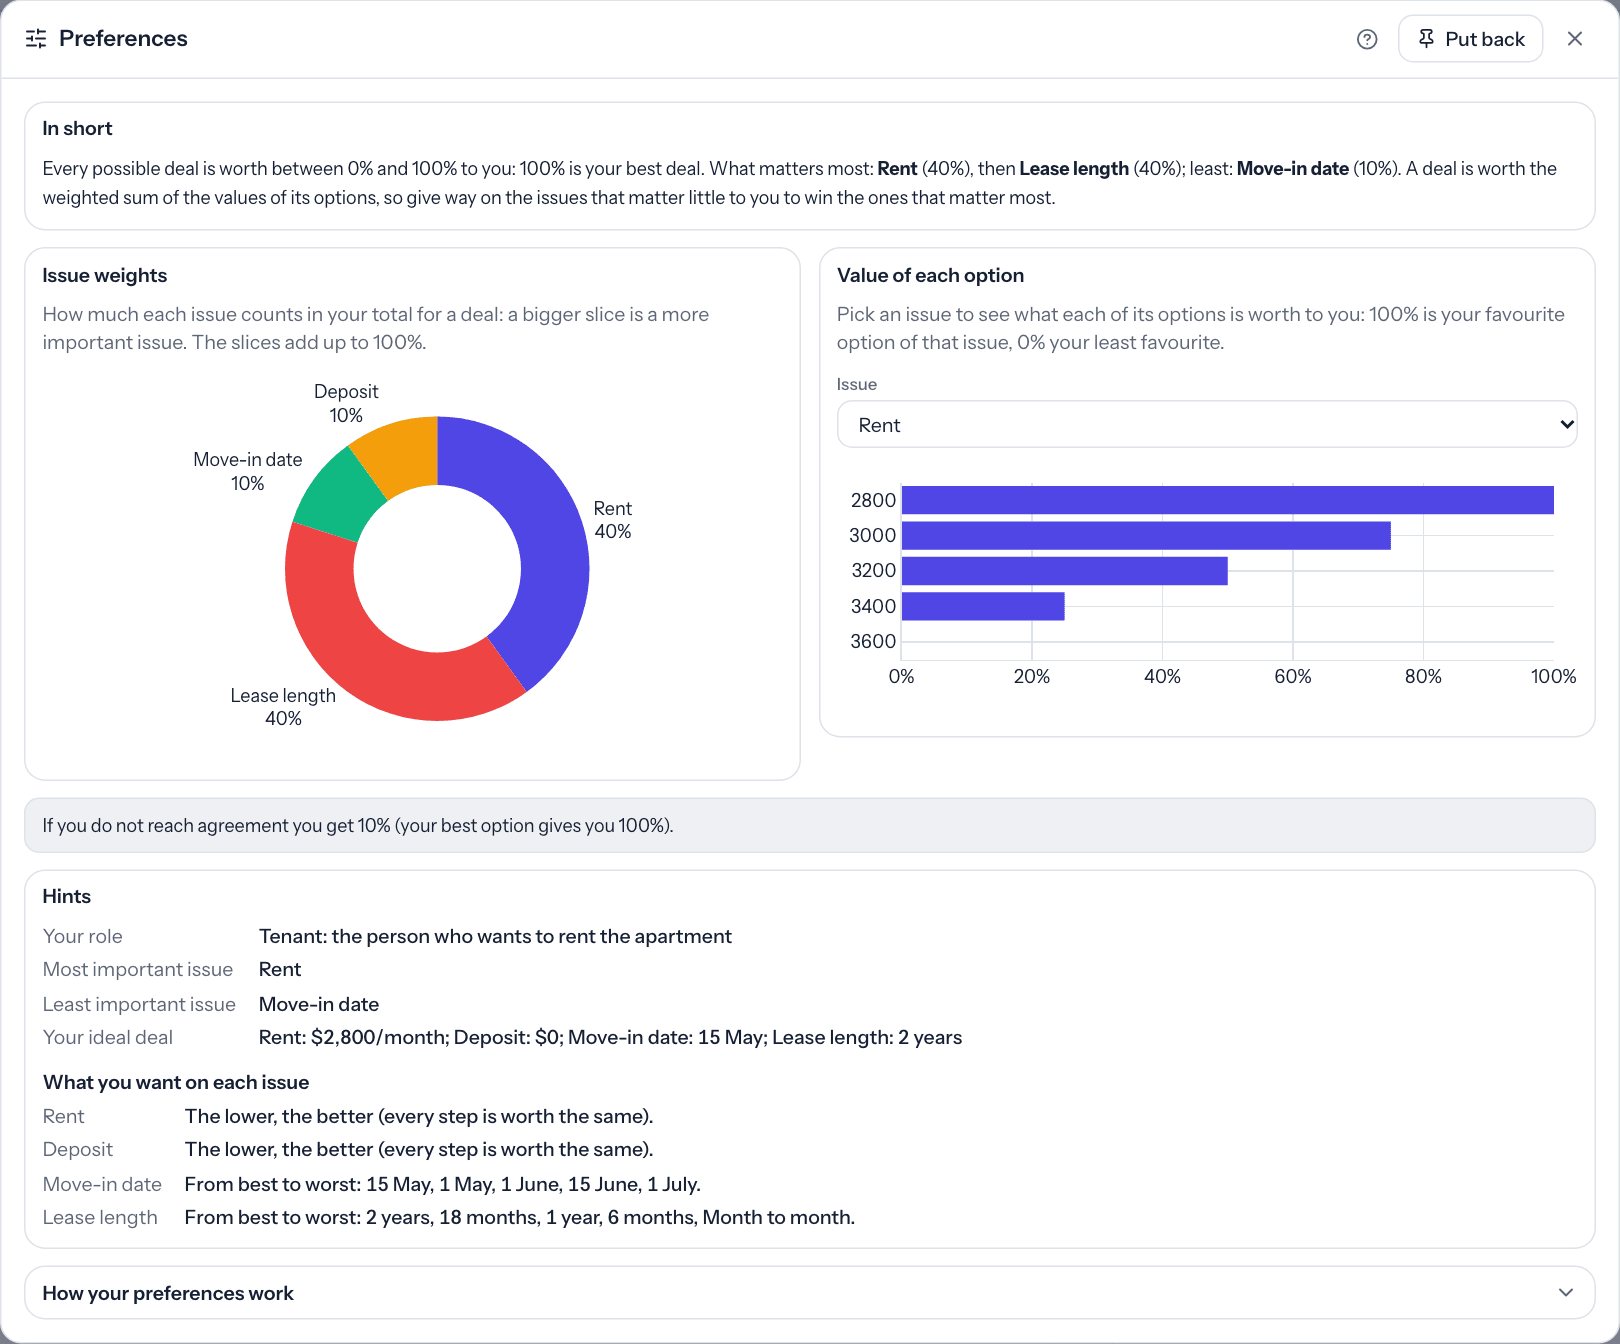 Preferences
Put back
In short
Every possible deal is worth between 0% and 100% to you: 100% is your best deal. What matters most: Rent (40%), then Lease length (40%); least: Move-in date (10%). A deal is worth the
weighted sum of the values of its options, so give way on the issues that matter little to you to win the ones that matter most.
Issue weights
How much each issue counts in your total for a deal: a bigger slice is a more
important issue. The slices add up to 100%.
Deposit
10%
Move-in date
10%
Rent
40%
Lease length
40%
Value of each option
Pick an issue to see what each of its options is worth to you: 100% is your favourite
option of that issue, 0% your least favourite.
Issue
Rent
2800
3000
3200
3400
3600
0% 20% 40% 60% 80% 100%
If you do not reach agreement you get 10% (your best option gives you 100%).
Hints
Your role Tenant: the person who wants to rent the apartment
Most important issue Rent
Least important issue Move-in date
Your ideal deal Rent: $2,800/month; Deposit: $0; Move-in date: 15 May; Lease length: 2 years
What you want on each issue
Rent The lower, the better (every step is worth the same).
Deposit The lower, the better (every step is worth the same).
Move-in date From best to worst: 15 May, 1 May, 1 June, 15 June, 1 July.
Lease length From best to worst: 2 years, 18 months, 1 year, 6 months, Month to month.
How your preferences work